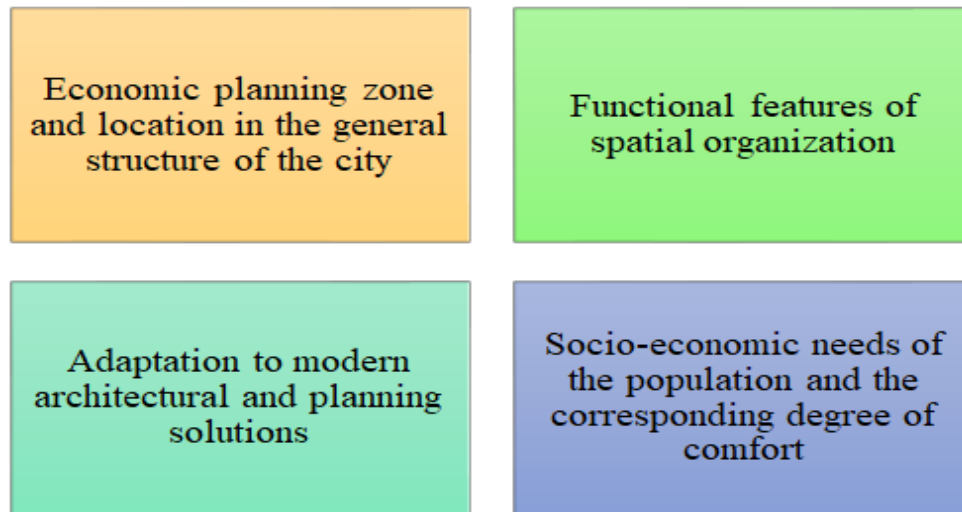 Economic planning zone
and location in the general
structure of the city
Functional features of
spatial organization
Adaptation to modern
architectural and planning
solutions
Socio-economic needs of
the population and the
corresponding degree of
comfort